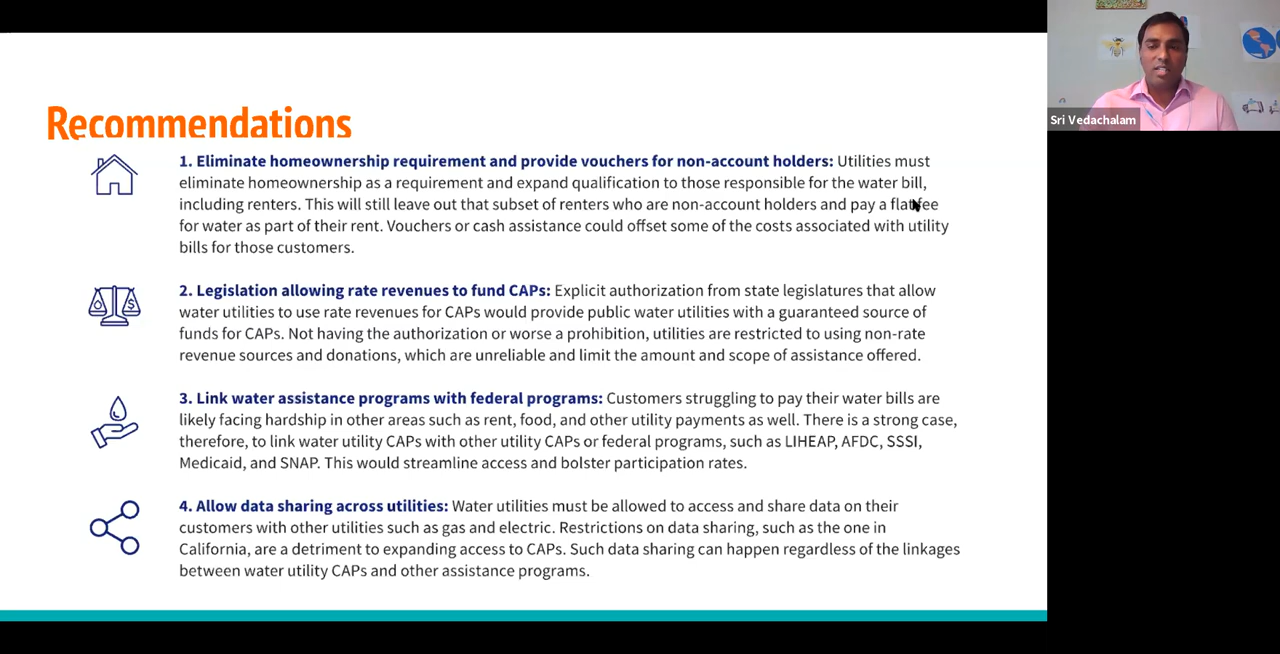 Recommendations
1. Eliminate homeownership requirement and provide vouchers for non-account holders: Utilities must
eliminate homeownership as a requirement and expand qualification to those responsible for the water bill,
including renters. This will still leave out that subset of renters who are non-account holders and pay a flat fee
for water as part of their rent. Vouchers or cash assistance could offset some of the costs associated with utility
bills for those customers.
2. Legislation allowing rate revenues to fund CAPs: Explicit authorization from state legislatures that allow
water utilities to use rate revenues for CAPs would provide public water utilities with a guaranteed source of
funds for CAPs. Not having the authorization or worse a prohibition, utilities are restricted to using non-rate
revenue sources and donations, which are unreliable and limit the amount and scope of assistance offered.
3. Link water assistance programs with federal programs: Customers struggling to pay their water bills are
likely facing hardship in other areas such as rent, food, and other utility payments as well. There is a strong case,
therefore, to link water utility CAPs with other utility CAPs or federal programs, such as LIHEAP, AFDC, SSSI,
Medicaid, and SNAP. This would streamline access and bolster participation rates.
4. Allow data sharing across utilities: Water utilities must be allowed to access and share data on their
customers with other utilities such as gas and electric. Restrictions on data sharing, such as the one in
California, are a detriment to expanding access to CAPs. Such data sharing can happen regardless of the linkages
between water utility CAPs and other assistance programs.
Sri Vedachalam